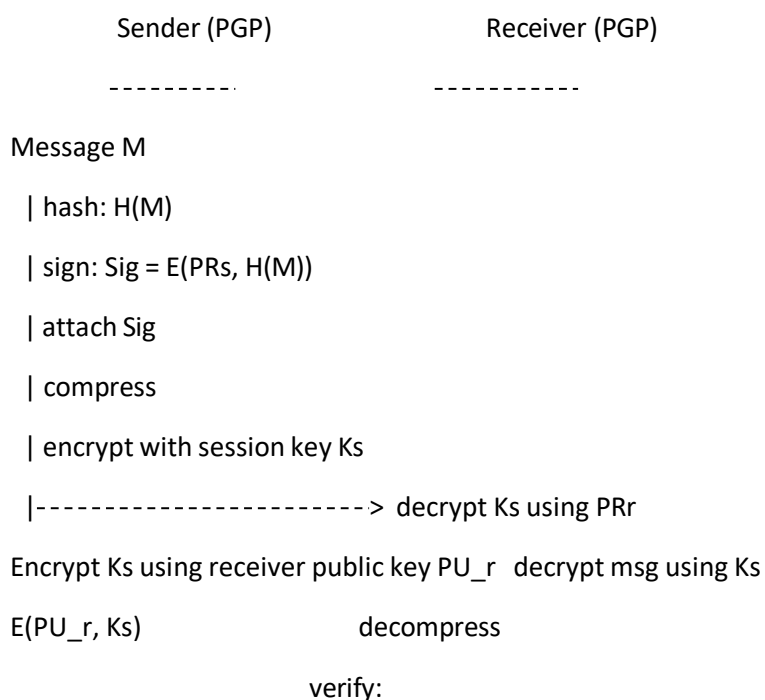 Sender (PGP) Receiver (PGP)
---------- -----------
Message M
| hash: H(M)
| sign: Sig = E(PRs, H(M))
| attach Sig
| compress
| encrypt with session key Ks
|-------------------------> decrypt Ks using PRr
Encrypt Ks using receiver public key PU_r decrypt msg using Ks
E(PU_r, Ks) decompress
verify: